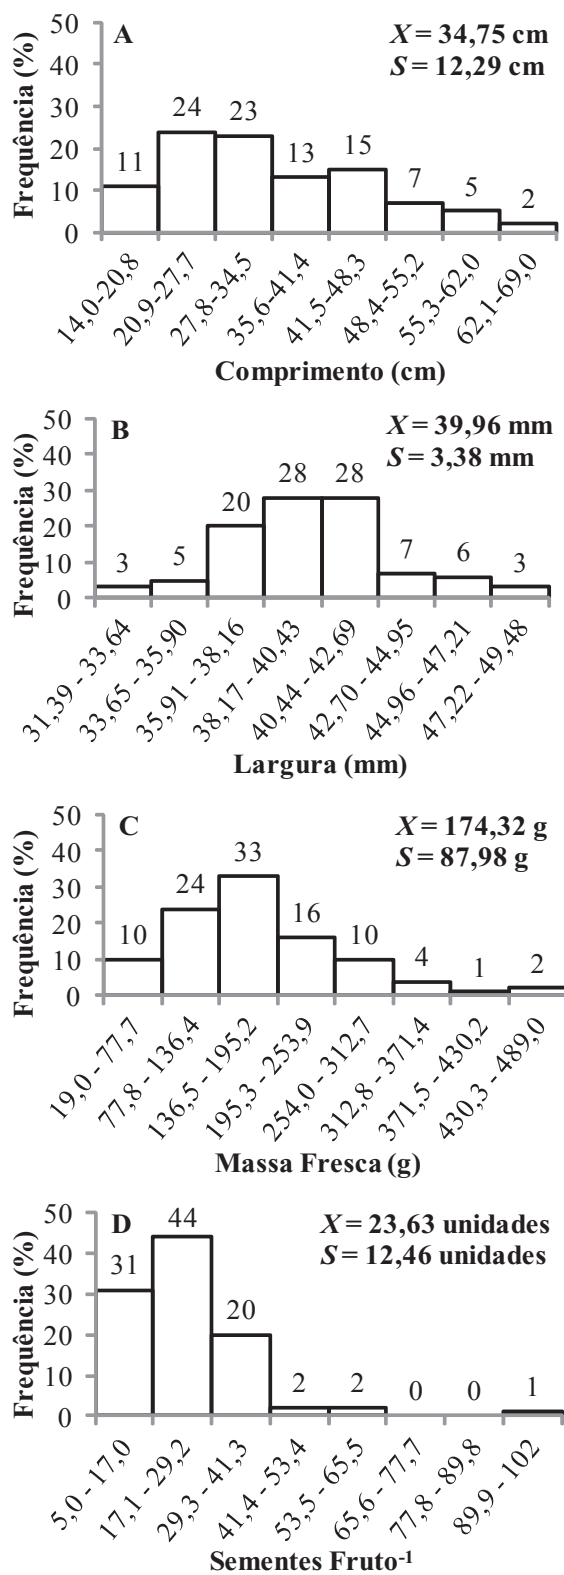 A
X = 34,75 cm
S = 12,29 cm
Frequência (%)
50
40
30
20
10
0
11
24
23
13
15
7
5
2
14,0-20,8
20,9-27,7
27,8-34,5
35,6-41,4
41,5-48,3
48,4-55,2
55,3-62,0
62,1-69,0
Comprimento (cm)
B
X = 39,96 mm
S = 3,38 mm
Frequência (%)
50
40
30
20
10
0
3
5
20
28
28
7
6
3
31,39 - 33,64
33,65 - 35,90
35,91 - 38,16
38,17 - 40,43
40,44 - 42,69
42,70 - 44,95
44,96 - 47,21
47,22 - 49,48
Largura (mm)
C
X = 174,32 g
S = 87,98 g
Frequência (%)
50
40
30
20
10
0
10
24
33
16
10
4
1
2
19,0 - 77,7
77,8 - 136,4
136,5 - 195,2
195,3 - 253,9
254,0 - 312,7
312,8 - 371,4
371,5 - 430,2
430,3 - 489,0
Massa Fresca (g)
D
X = 23,63 unidades
S = 12,46 unidades
Frequência (%)
50
40
30
20
10
0
31
44
20
2
2
0
0
1
5,0 - 17,0
17,1 - 29,2
29,3 - 41,3
41,4 - 53,4
53,5 - 65,5
65,6 - 77,7
77,8 - 89,8
89,9 - 102
Sementes Fruto⁻¹